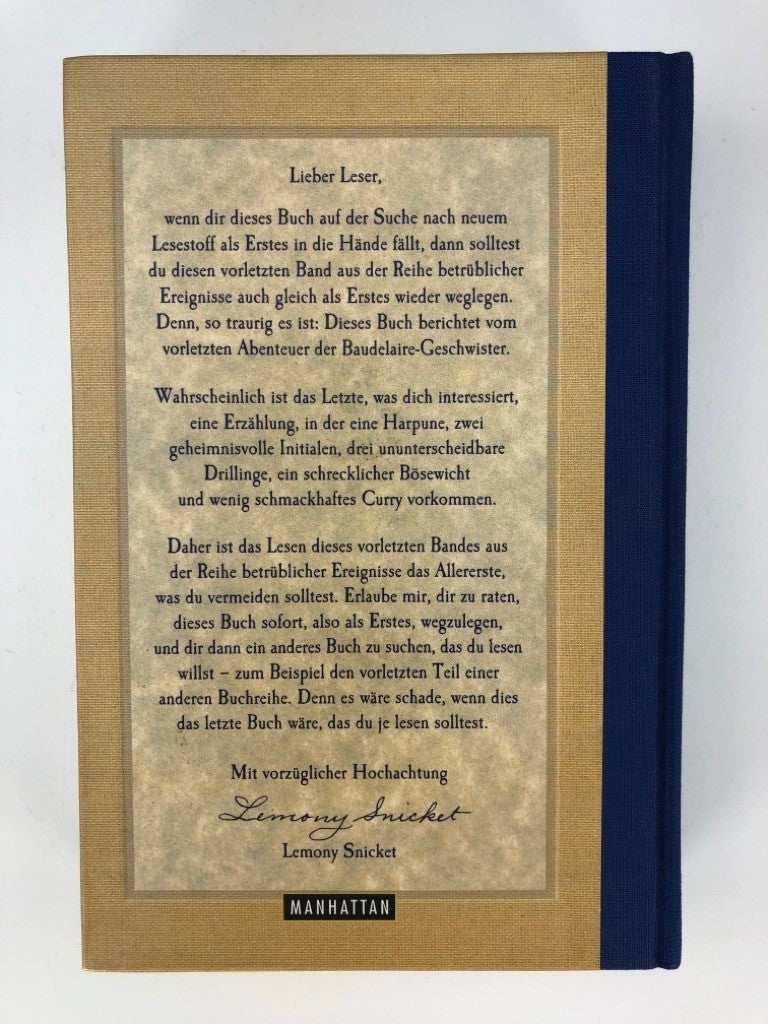 Lieber Leser,
wenn dir dieses Buch auf der Suche nach neuem
Lesestoff als Erstes in die Hände fällt, dann solltest
du diesen vorletzten Band aus der Reihe betrüblicher
Ereignisse auch gleich als Erstes wieder weglegen.
Denn, so traurig es ist: Dieses Buch berichtet vom
vorletzten Abenteuer der Baudelaire-Geschwister.
Wahrscheinlich ist das Letzte, was dich interessiert,
eine Erzählung, in der eine Harpune, zwei
geheimnisvolle Initialen, drei ununterscheidbare
Drillinge, ein schrecklicher Bösewicht
und wenig schmackhaftes Curry vorkommen.
Daher ist das Lesen dieses vorletzten Bandes aus
der Reihe betrüblicher Ereignisse das Allererste,
was du vermeiden solltest. Erlaube mir, dir zu raten,
dieses Buch sofort, also als Erstes, wegzulegen,
und dir dann ein anderes Buch zu suchen, das du lesen
willst – zum Beispiel den vorletzten Teil einer
anderen Buchreihe. Denn es wäre schade, wenn dies
das letzte Buch wäre, das du je lesen solltest.
Mit vorzüglicher Hochachtung
Lemony Snicket
Lemony Snicket
MANHATTAN